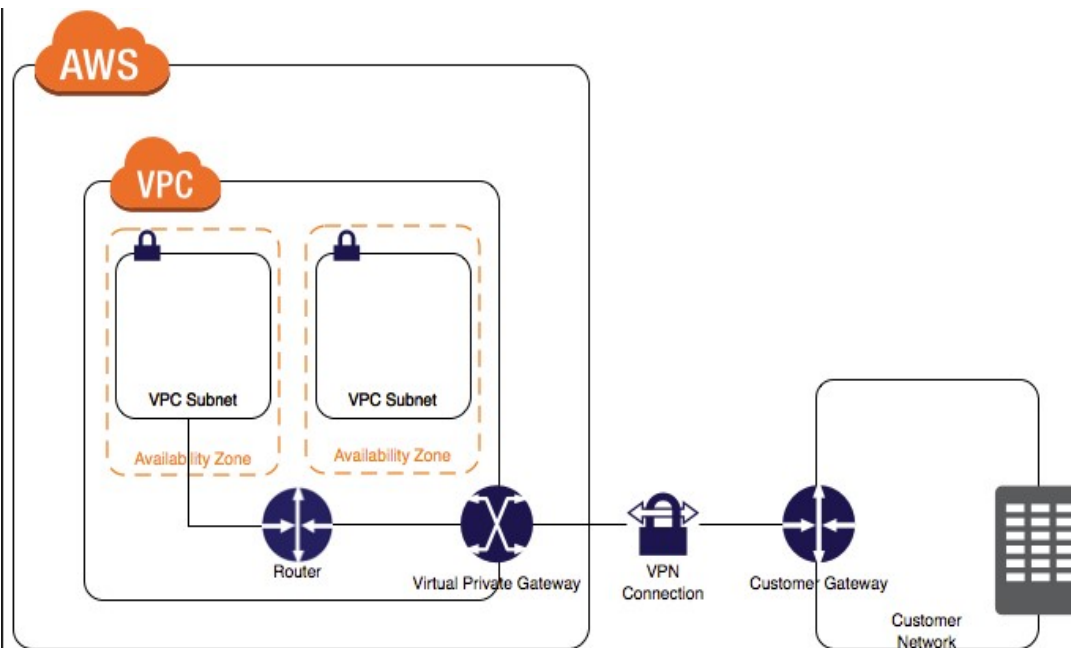 AWS
VPC
VPC Subnet
VPC Subnet
Availability Zone
Availability Zone
Router
Virtual Private Gateway
VPN
Connection
Customer Gateway
Customer
Network